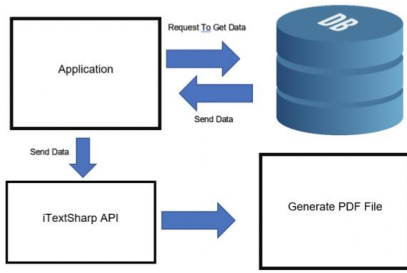 Request To Get Data
DB
Application
Send Data
Send Data
iTextSharp API
Generate PDF File